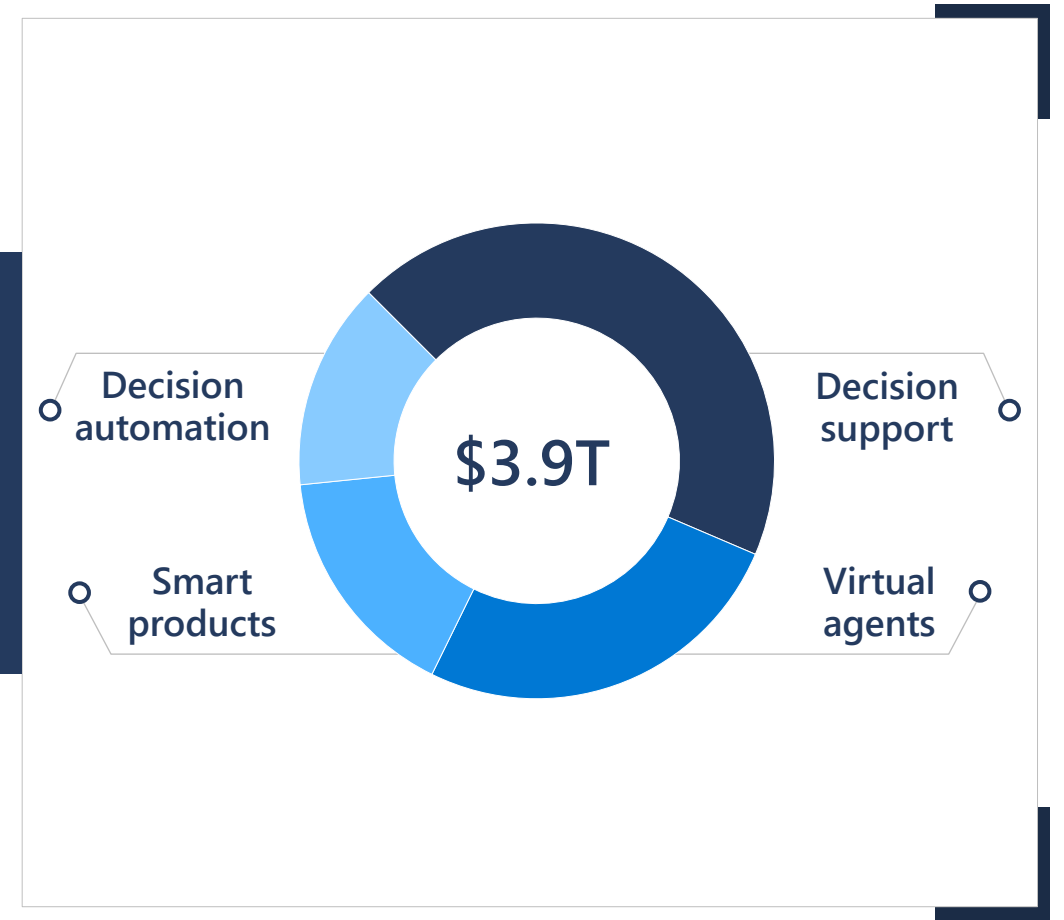 Decision
automation
Decision
support
$3.9T
Smart
products
Virtual
agents